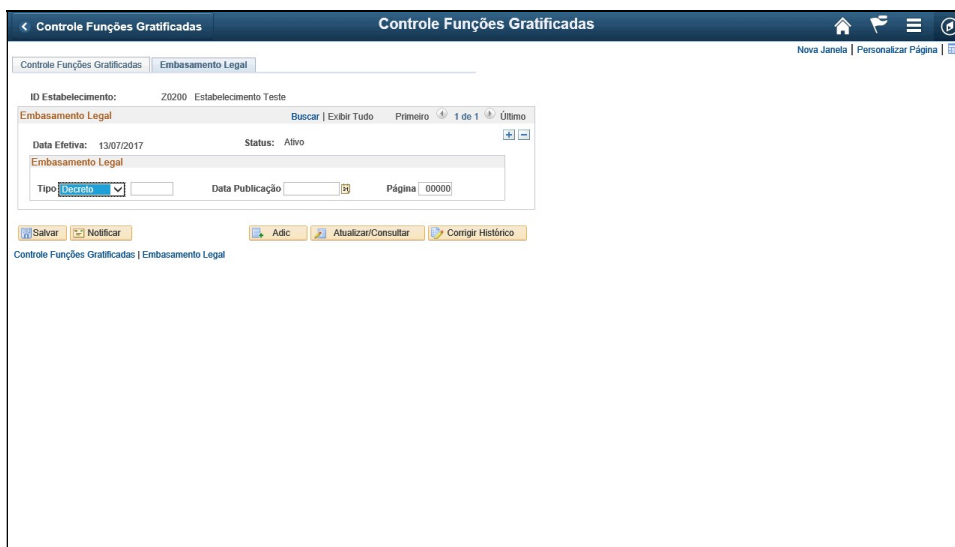 Controle Funções Gratificadas Controle Funções Gratificadas
Nova Janela | Personalizar Página |
Controle Funções Gratificadas Embasamento Legal
ID Estabelecimento: Z0200 Estabelecimento Teste
Embasamento Legal Buscar | Exibir Tudo Primeiro 1 de 1 Último
Data Efetiva: 13/07/2017 Status: Ativo
Embasamento Legal
Tipo Decreto Data Publicação 31 Página 00000
Salvar Notificar Adic Atualizar/Consultar Corrigir Histórico
Controle Funções Gratificadas | Embasamento Legal